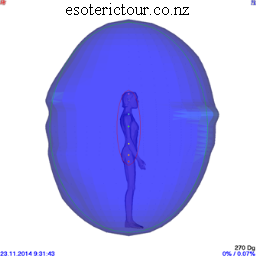 esoterictour.co.nz
270 Dg
23.11.2014 9:31:43
0% / 0.07%